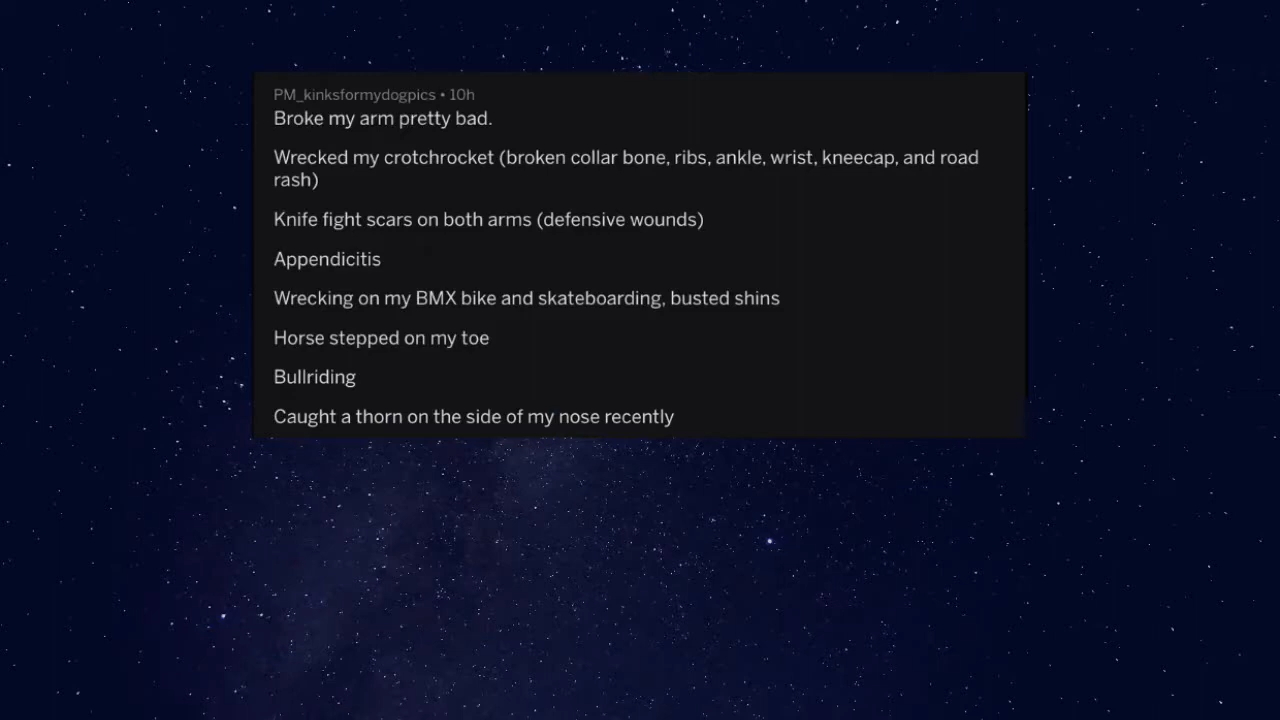 PM_kinksformydogpics • 10h
Broke my arm pretty bad.
Wrecked my crotchrocket (broken collar bone, ribs, ankle, wrist, kneecap, and road
rash)
Knife fight scars on both arms (defensive wounds)
Appendicitis
Wrecking on my BMX bike and skateboarding, busted shins
Horse stepped on my toe
Bullriding
Caught a thorn on the side of my nose recently